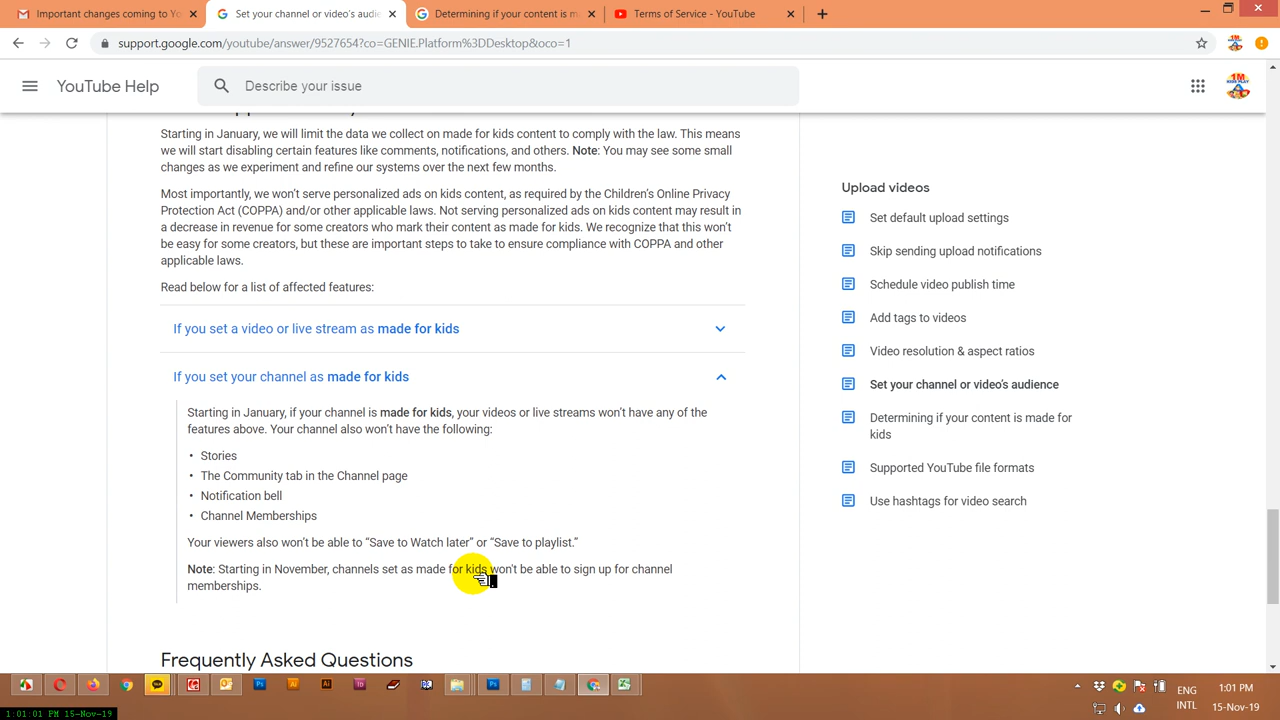 Important changes coming to Y
Set your channel or video's audie
Determining if your content is m
Terms of Service - YouTube
support.google.com/youtube/answer/9527654?co=GENIE.Platform%3DDesktop&oco=1
YouTube Help
Describe your issue
1M
KIDS PLAY
Starting in January, we will limit the data we collect on made for kids content to comply with the law. This means
we will start disabling certain features like comments, notifications, and others. Note: You may see some small
changes as we experiment and refine our systems over the next few months.
Most importantly, we won't serve personalized ads on kids content, as required by the Children's Online Privacy
Protection Act (COPPA) and/or other applicable laws. Not serving personalized ads on kids content may result in
a decrease in revenue for some creators who mark their content as made for kids. We recognize that this won't
be easy for some creators, but these are important steps to take to ensure compliance with COPPA and other
applicable laws.
Read below for a list of affected features:
If you set a video or live stream as made for kids
If you set your channel as made for kids
Starting in January, if your channel is made for kids, your videos or live streams won't have any of the
features above. Your channel also won't have the following:
• Stories
• The Community tab in the Channel page
• Notification bell
• Channel Memberships
Your viewers also won't be able to “Save to Watch later” or “Save to playlist.”
Note: Starting in November, channels set as made for kids won't be able to sign up for channel
memberships.
Frequently Asked Questions
Upload videos
Set default upload settings
Skip sending upload notifications
Schedule video publish time
Add tags to videos
Video resolution & aspect ratios
Set your channel or video's audience
Determining if your content is made for
kids
Supported YouTube file formats
Use hashtags for video search
ENG
INTL
1:01 PM
15-Nov-19
1:01:01 PM 15-Nov-19